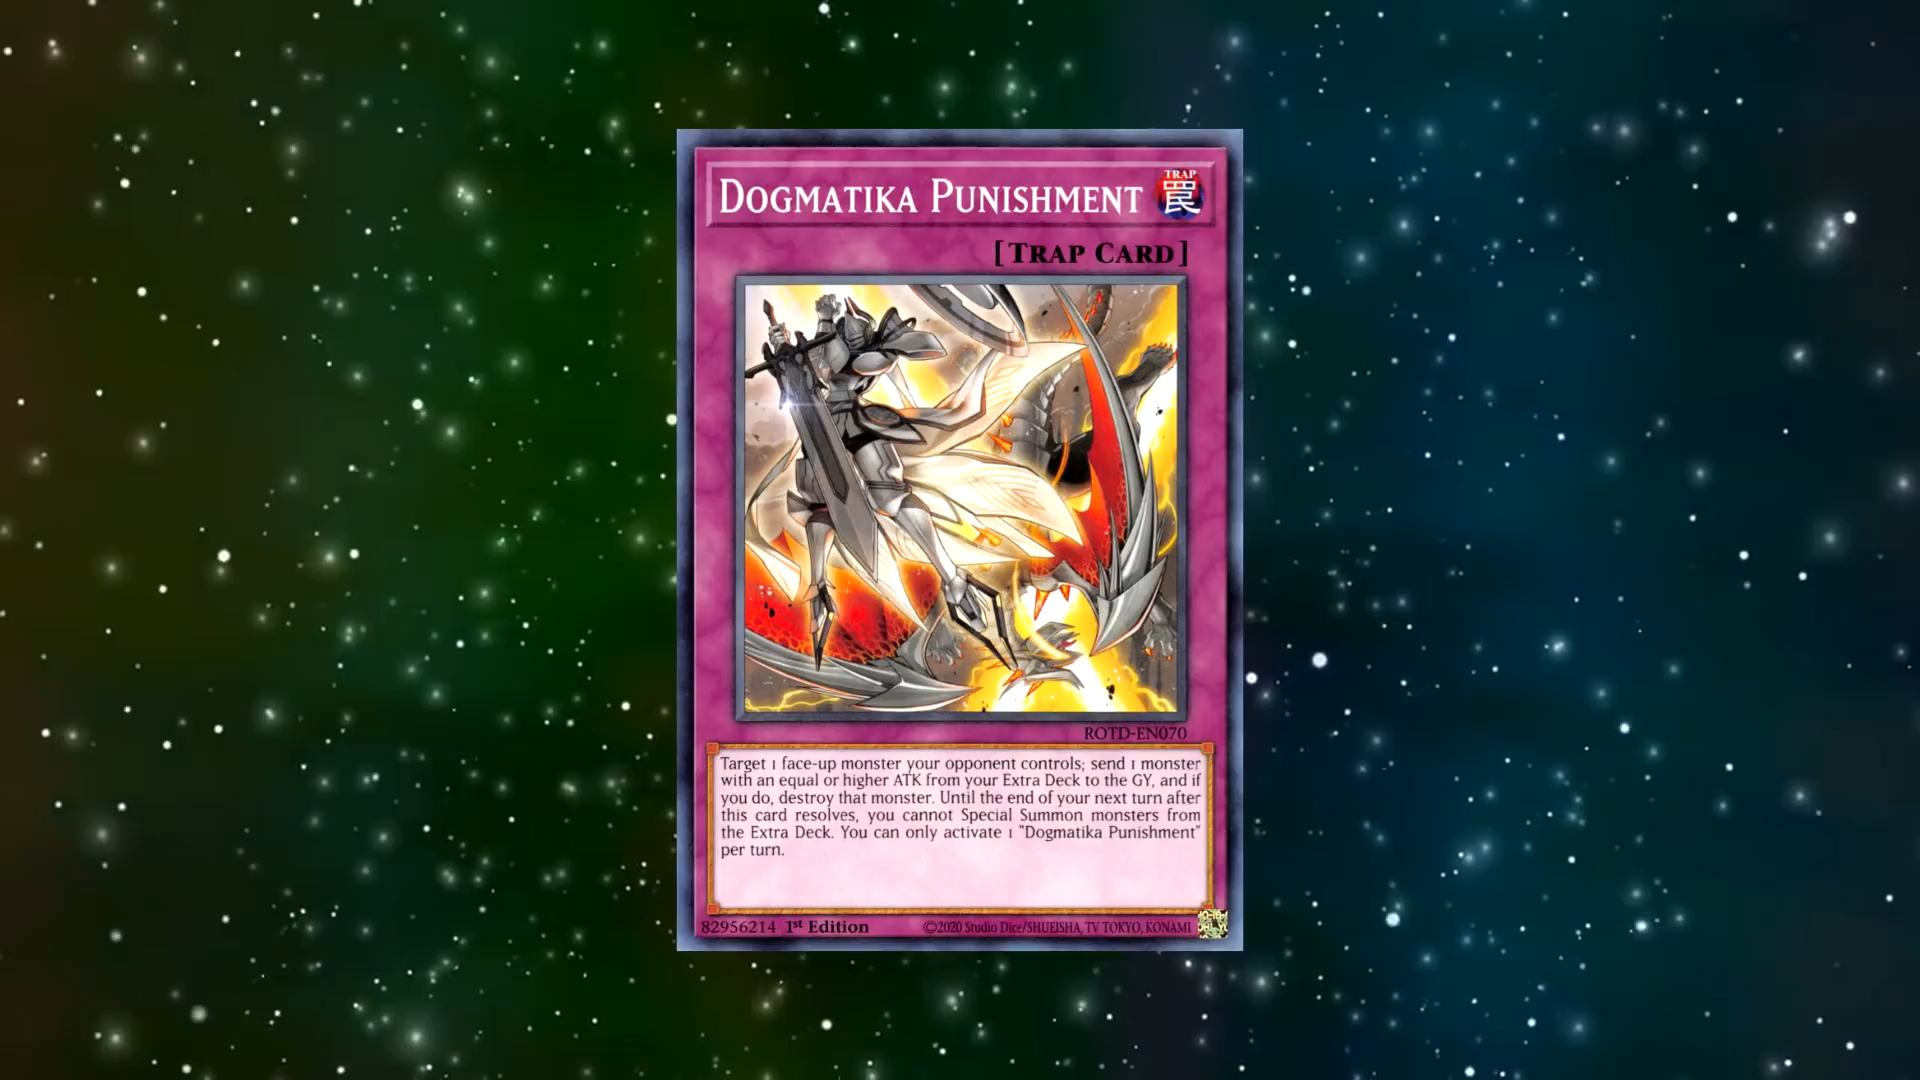 DOGMATIKA PUNISHMENT
TRAP
罠
[TRAP CARD]
ROTD-EN070
Target 1 face-up monster your opponent controls; send 1 monster
with an equal or higher ATK from your Extra Deck to the GY, and if
you do, destroy that monster. Until the end of your next turn after
this card resolves, you cannot Special Summon monsters from
the Extra Deck. You can only activate 1 "Dogmatika Punishment"
per turn.
82956214 1st Edition ©2020 Studio Dice/SHUEISHA, TV TOKYO, KONAMI